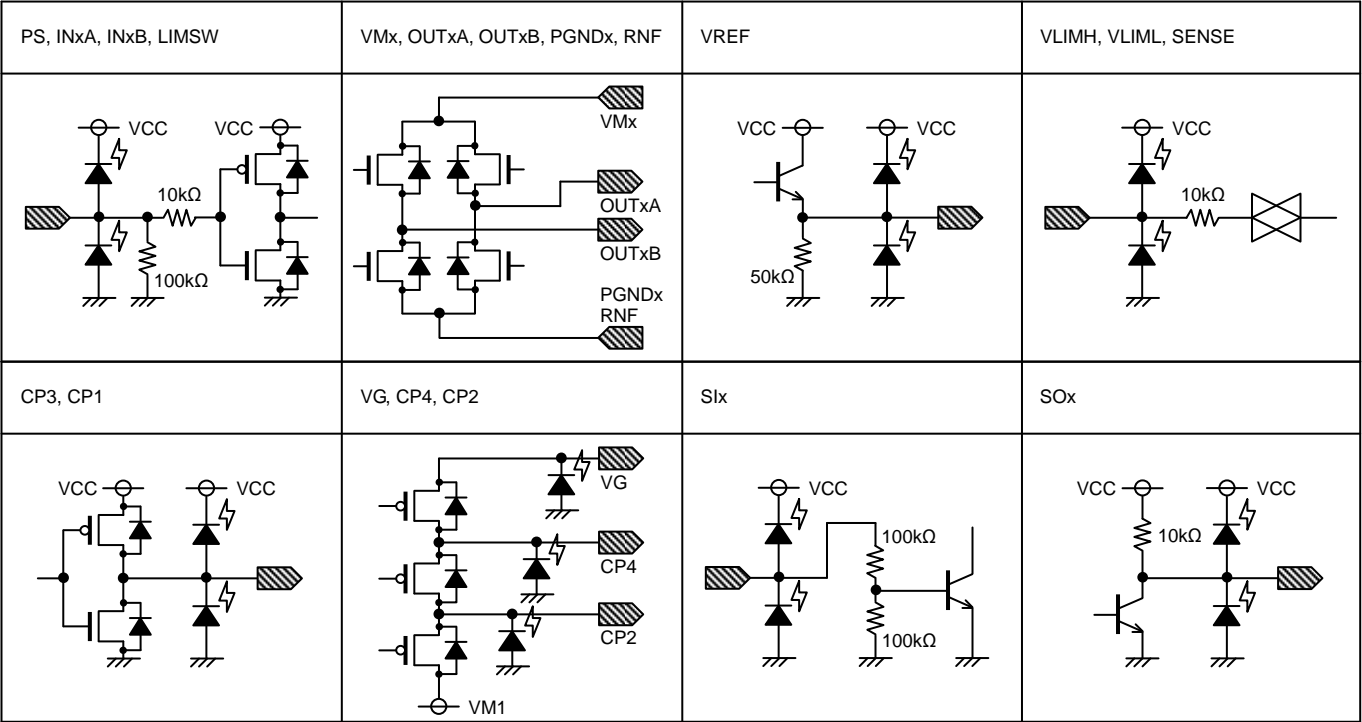 PS, INxA, INxB, LIMSW
VMx, OUTxA, OUTxB, PGNDx, RNF
VREF
VLIMH, VLIML, SENSE
VCC
VCC
10kΩ
100kΩ
VMx
OUTxA
OUTxB
PGNDx
RNF
VCC
VCC
50kΩ
VCC
10kΩ
CP3, CP1
VG, CP4, CP2
SIx
SOx
VCC
VCC
VG
CP4
CP2
VM1
VCC
100kΩ
100kΩ
VCC
VCC
10kΩ